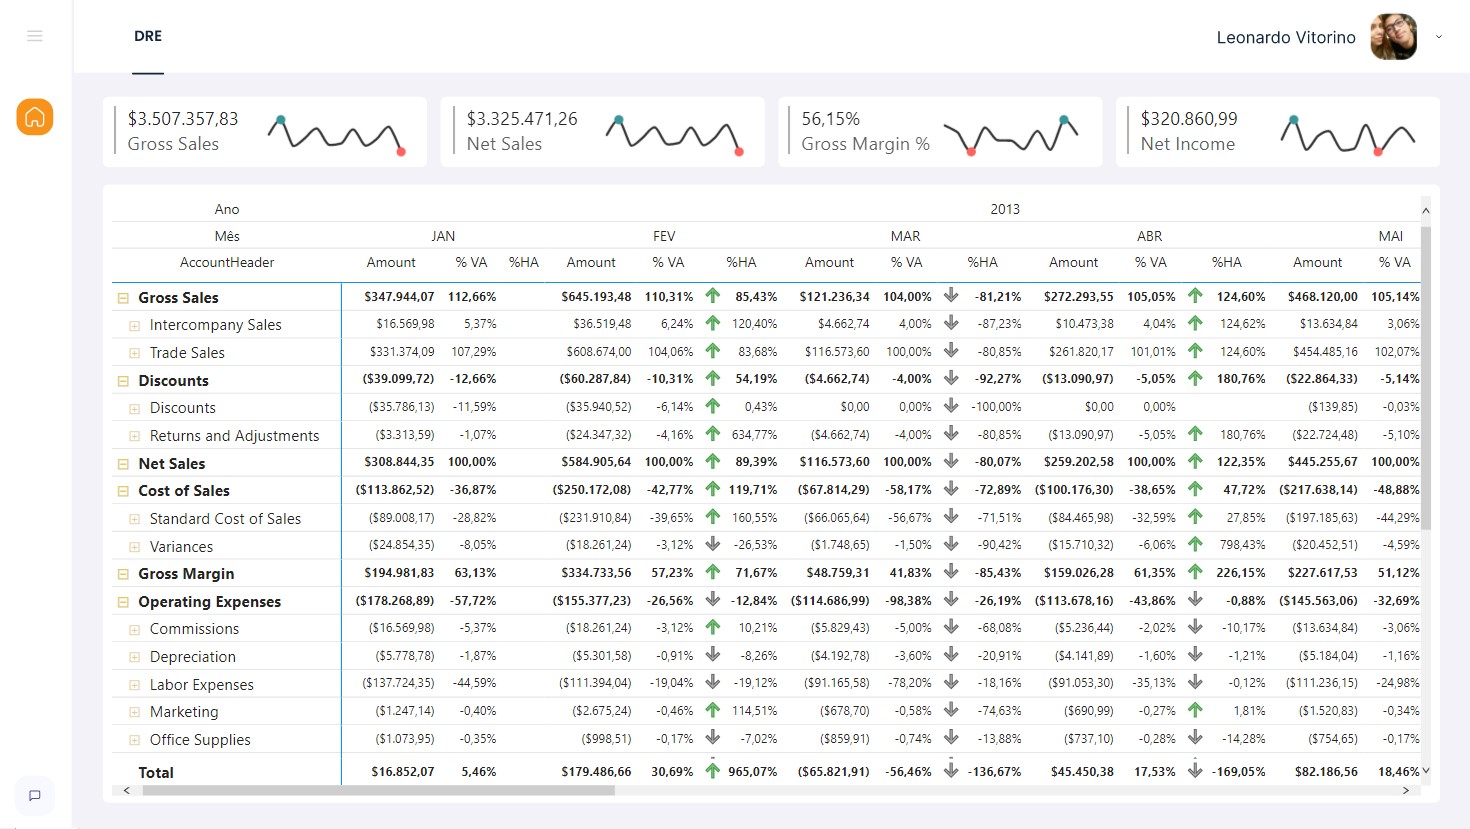 DRE
Leonardo Vitorino
$3.507.357,83
Gross Sales
$3.325.471,26
Net Sales
56,15%
Gross Margin %
$320.860,99
Net Income
Ano 2013
Mês JAN FEV MAR ABR MAI
AccountHeader Amount % VA %HA Amount % VA %HA Amount % VA %HA Amount % VA %HA Amount % VA
Gross Sales $347.944,07 112,66% $645.193,48 110,31% 85,43% $121.236,34 104,00% -81,21% $272.293,55 105,05% 124,60% $468.120,00 105,14%
Intercompany Sales $16.569,98 5,37% $36.519,48 6,24% 120,40% $4.662,74 4,00% -87,23% $10.473,38 4,04% 124,62% $13.634,84 3,06%
Trade Sales $331.374,09 107,29% $608.674,00 104,06% 83,68% $116.573,60 100,00% -80,85% $261.820,17 101,01% 124,60% $454.485,16 102,07%
Discounts ($39.099,72) -12,66% ($60.287,84) -10,31% 54,19% ($4.662,74) -4,00% -92,27% ($13.090,97) -5,05% 180,76% ($22.864,33) -5,14%
Discounts ($35.786,13) -11,59% ($35.940,52) -6,14% 0,43% $0,00 0,00% -100,00% $0,00 0,00% ($139,85) -0,03%
Returns and Adjustments ($3.313,59) -1,07% ($24.347,32) -4,16% 634,77% ($4.662,74) -4,00% -80,85% ($13.090,97) -5,05% 180,76% ($22.724,48) -5,10%
Net Sales $308.844,35 100,00% $584.905,64 100,00% 89,39% $116.573,60 100,00% -80,07% $259.202,58 100,00% 122,35% $445.255,67 100,00%
Cost of Sales ($113.862,52) -36,87% ($250.172,08) -42,77% 119,71% ($67.814,29) -58,17% -72,89% ($100.176,30) -38,65% 47,72% ($217.638,14) -48,88%
Standard Cost of Sales ($89.008,17) -28,82% ($231.910,84) -39,65% 160,55% ($66.065,64) -56,67% -71,51% ($84.465,98) -32,59% 27,85% ($197.185,63) -44,29%
Variances ($24.854,35) -8,05% ($18.261,24) -3,12% -26,53% ($1.748,65) -1,50% -90,42% ($15.710,32) -6,06% 798,43% ($20.452,51) -4,59%
Gross Margin $194.981,83 63,13% $334.733,56 57,23% 71,67% $48.759,31 41,83% -85,43% $159.026,28 61,35% 226,15% $227.617,53 51,12%
Operating Expenses ($178.268,89) -57,72% ($155.377,23) -26,56% -12,84% ($114.686,99) -98,38% -26,19% ($113.678,16) -43,86% -0,88% ($145.563,06) -32,69%
Commissions ($16.569,98) -5,37% ($18.261,24) -3,12% 10,21% ($5.829,43) -5,00% -68,08% ($5.236,44) -2,02% -10,17% ($13.634,84) -3,06%
Depreciation ($5.778,78) -1,87% ($5.301,58) -0,91% -8,26% ($4.192,78) -3,60% -20,91% ($4.141,89) -1,60% -1,21% ($5.184,04) -1,16%
Labor Expenses ($137.724,35) -44,59% ($111.394,04) -19,04% -19,12% ($91.165,58) -78,20% -18,16% ($91.053,30) -35,13% -0,12% ($111.236,15) -24,98%
Marketing ($1.247,14) -0,40% ($2.675,24) -0,46% 114,51% ($678,70) -0,58% -74,63% ($690,99) -0,27% 1,81% ($1.520,83) -0,34%
Office Supplies ($1.073,95) -0,35% ($998,51) -0,17% -7,02% ($859,91) -0,74% -13,88% ($737,10) -0,28% -14,28% ($754,65) -0,17%
Total $16.852,07 5,46% $179.486,66 30,69% 965,07% ($65.821,91) -56,46% -136,67% $45.450,38 17,53% -169,05% $82.186,56 18,46%